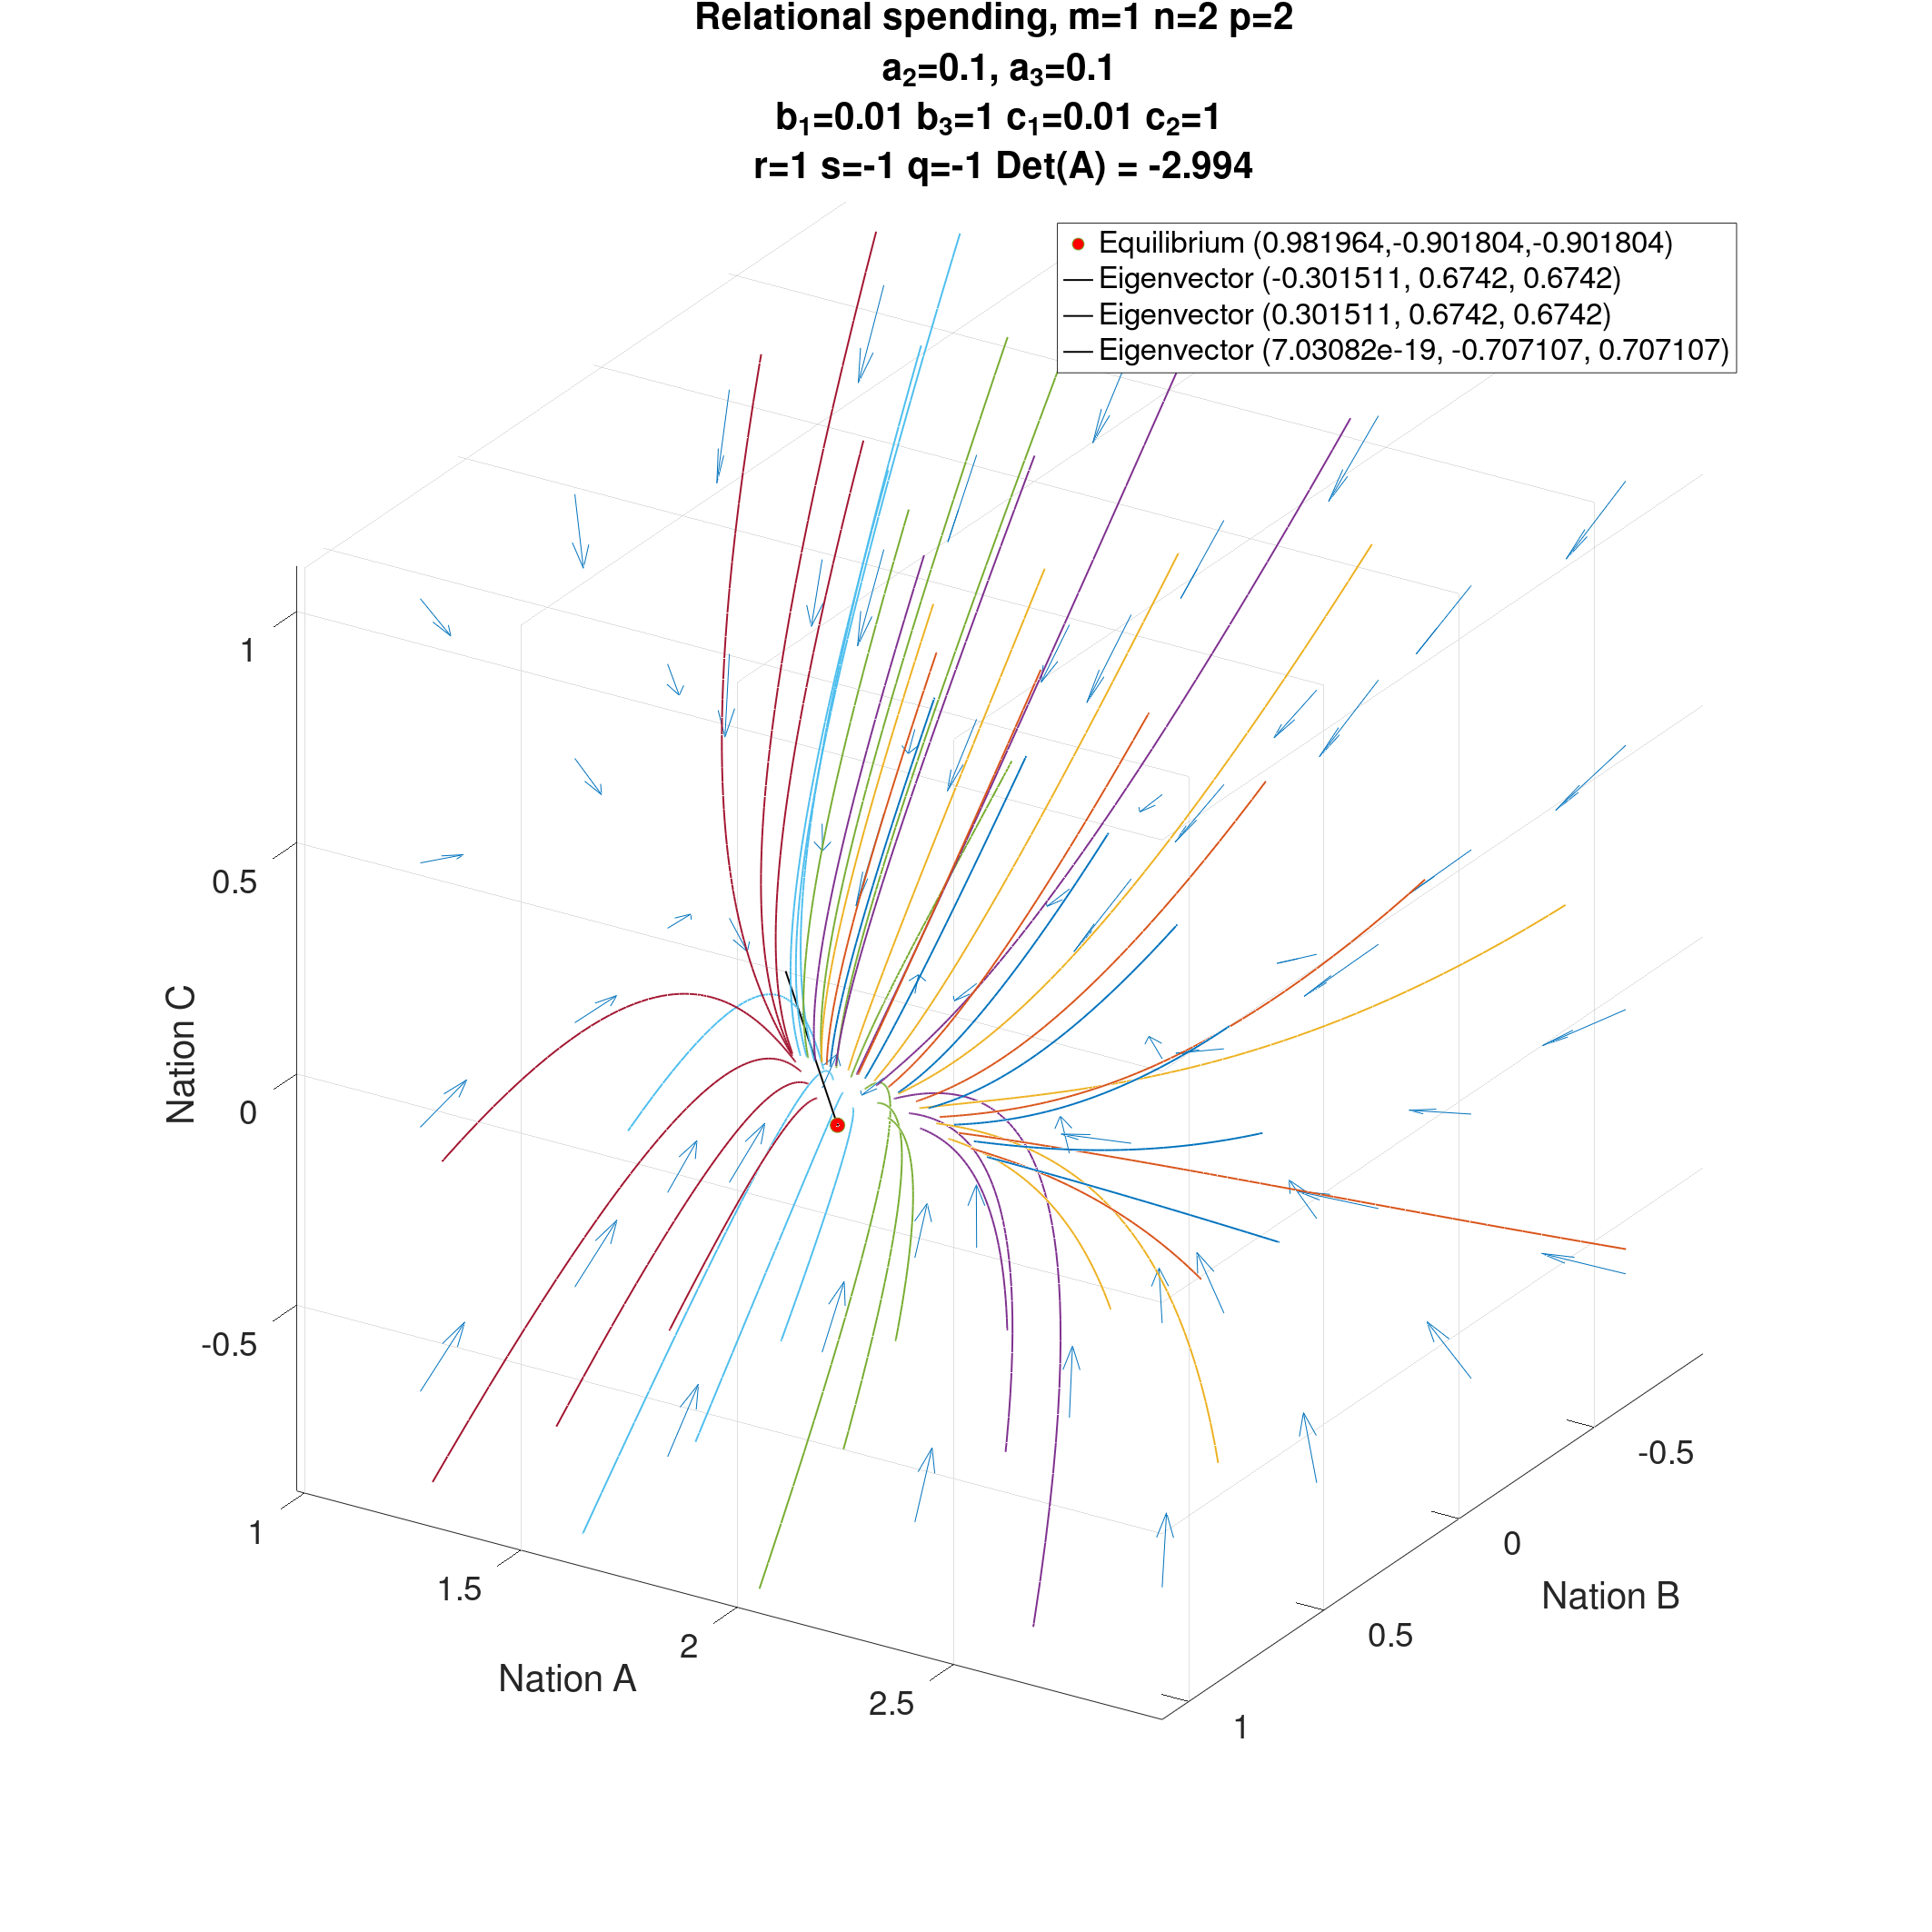 Relational spending, m=1 n=2 p=2
a₂=0.1, a₃=0.1
b₁=0.01 b₃=1 c₁=0.01 c₂=1
r=1 s=-1 q=-1 Det(A) = -2.994
Equilibrium (0.981964,-0.901804,-0.901804)
Eigenvector (-0.301511, 0.6742, 0.6742)
Eigenvector (0.301511, 0.6742, 0.6742)
Eigenvector (7.03082e-19, -0.707107, 0.707107)
1
0.5
0
-0.5
Nation C
1
1.5
2
2.5
Nation A
-0.5
0
0.5
1
Nation B